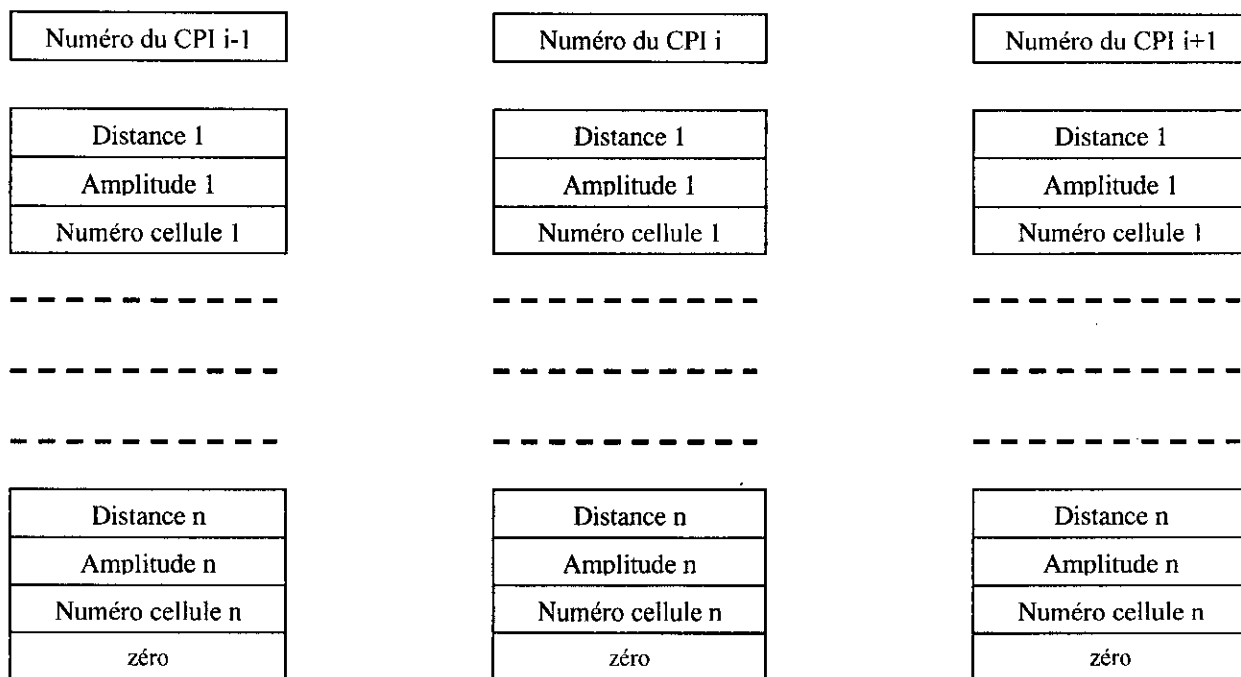 Numéro du CPI i-1
Numéro du CPI i
Numéro du CPI i+1
Distance 1
Distance 1
Distance 1
Amplitude 1
Amplitude 1
Amplitude 1
Numéro cellule 1
Numéro cellule 1
Numéro cellule 1
Distance n
Distance n
Distance n
Amplitude n
Amplitude n
Amplitude n
Numéro cellule n
Numéro cellule n
Numéro cellule n
zéro
zéro
zéro